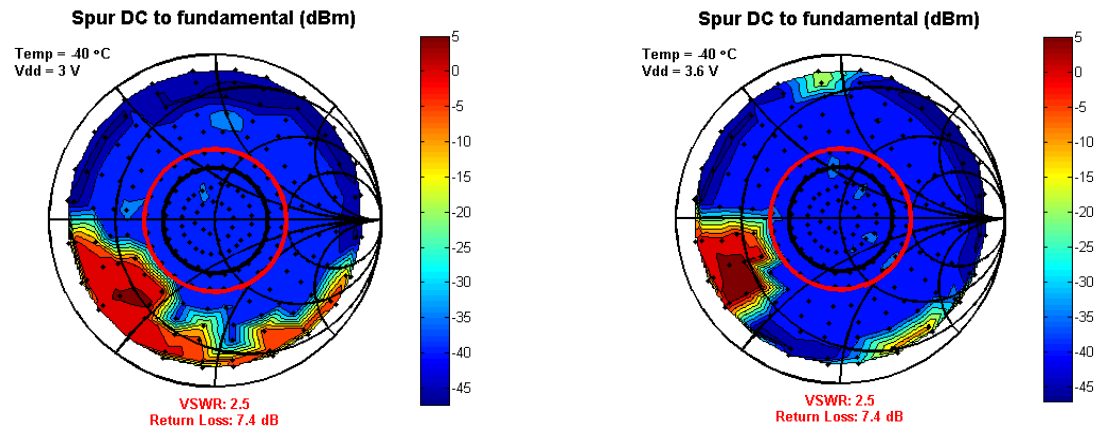 Spur DC to fundamental (dBm)
Temp = -40 °C
Vdd = 3 V
5
0
-5
-10
-15
-20
-25
-30
-35
-40
-45
VSWR: 2.5
Return Loss: 7.4 dB
Spur DC to fundamental (dBm)
Temp = -40 °C
Vdd = 3.6 V
5
0
-5
-10
-15
-20
-25
-30
-35
-40
-45
VSWR: 2.5
Return Loss: 7.4 dB